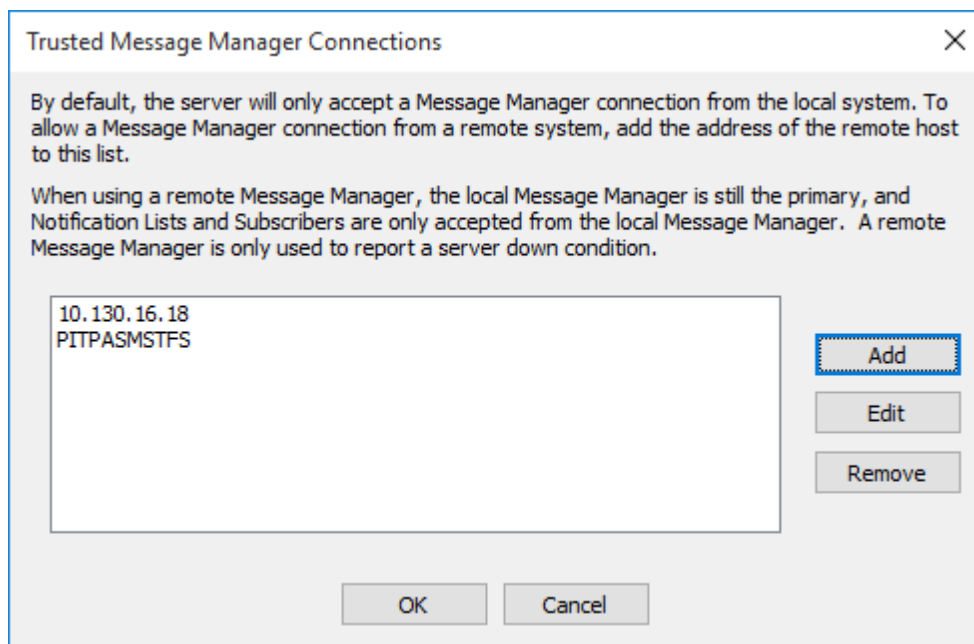 Trusted Message Manager Connections
By default, the server will only accept a Message Manager connection from the local system. To
allow a Message Manager connection from a remote system, add the address of the remote host
to this list.
When using a remote Message Manager, the local Message Manager is still the primary, and
Notification Lists and Subscribers are only accepted from the local Message Manager.  A remote
Message Manager is only used to report a server down condition.
10.130.16.18
PITPASMSTFS
Add
Edit
Remove
OK
Cancel